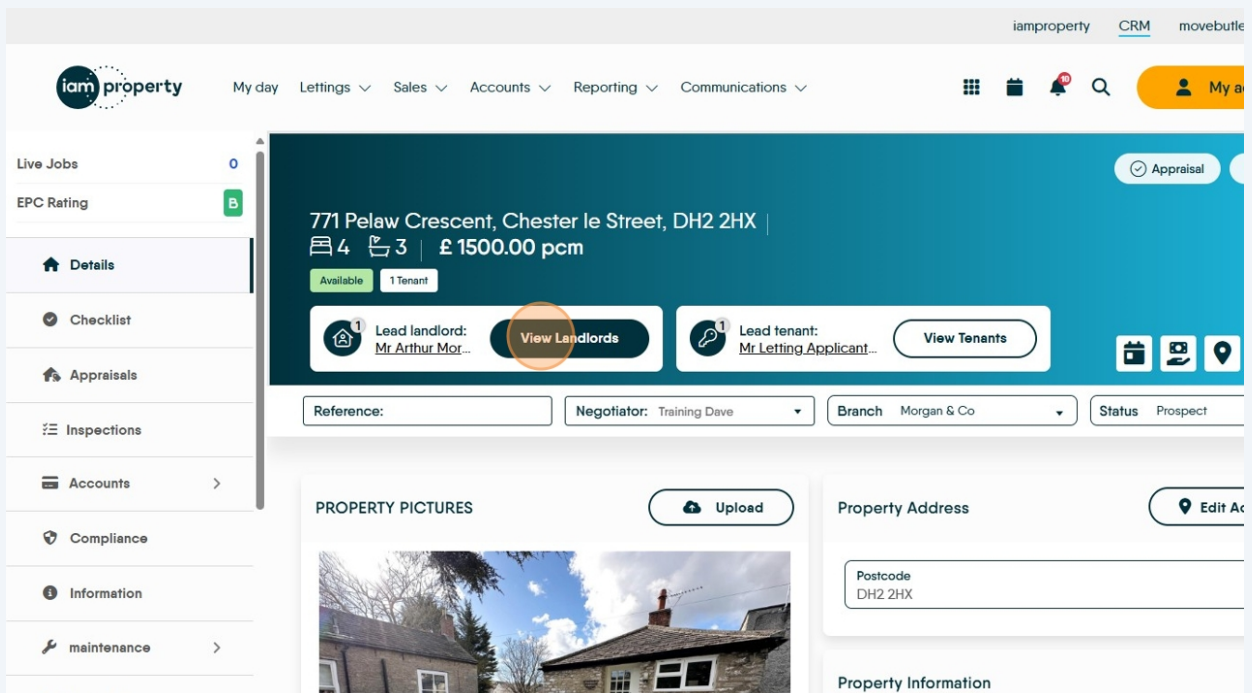 iamproperty CRM movebutle
iam property My day Lettings Sales Accounts Reporting Communications 10 My a
Live Jobs 0
EPC Rating B
Details
Checklist
Appraisals
Inspections
Accounts
Compliance
Information
maintenance
Appraisal
771 Pelaw Crescent, Chester le Street, DH2 2HX
4 3 £ 1500.00 pcm
Available 1 Tenant
1 Lead landlord:
Mr Arthur Mor...
View Landlords
1 Lead tenant:
Mr Letting Applicant...
View Tenants
Reference: Negotiator: Training Dave Branch Morgan & Co Status Prospect
PROPERTY PICTURES Upload
Property Address Edit Ad
Postcode
DH2 2HX
Property Information